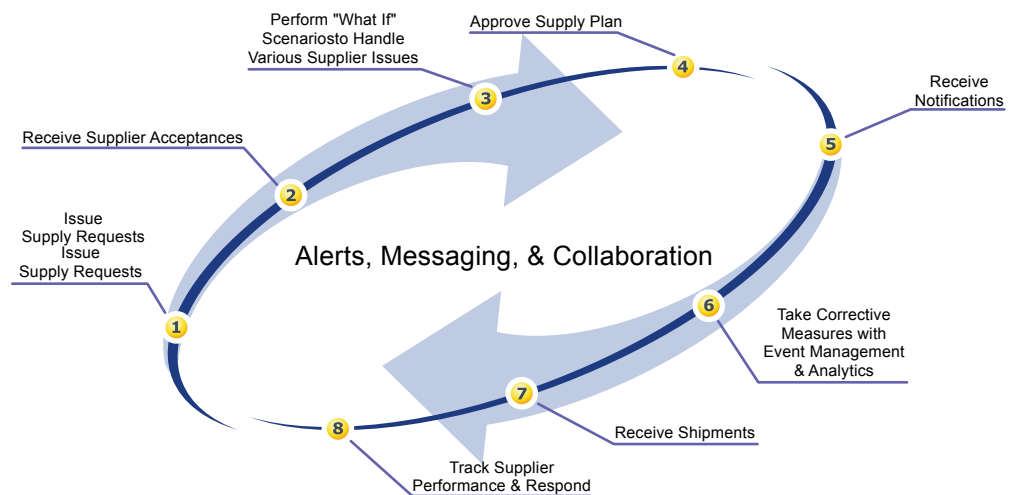 Perform "What If"
Scenariosto Handle
Various Supplier Issues
Approve Supply Plan
4
Receive
Notifications
3
5
Receive Supplier Acceptances
2
Issue
Supply Requests
Issue
Supply Requests
Alerts, Messaging, & Collaboration
1
6
Take Corrective
Measures with
Event Management
& Analytics
7
Receive Shipments
8
Track Supplier
Performance & Respond